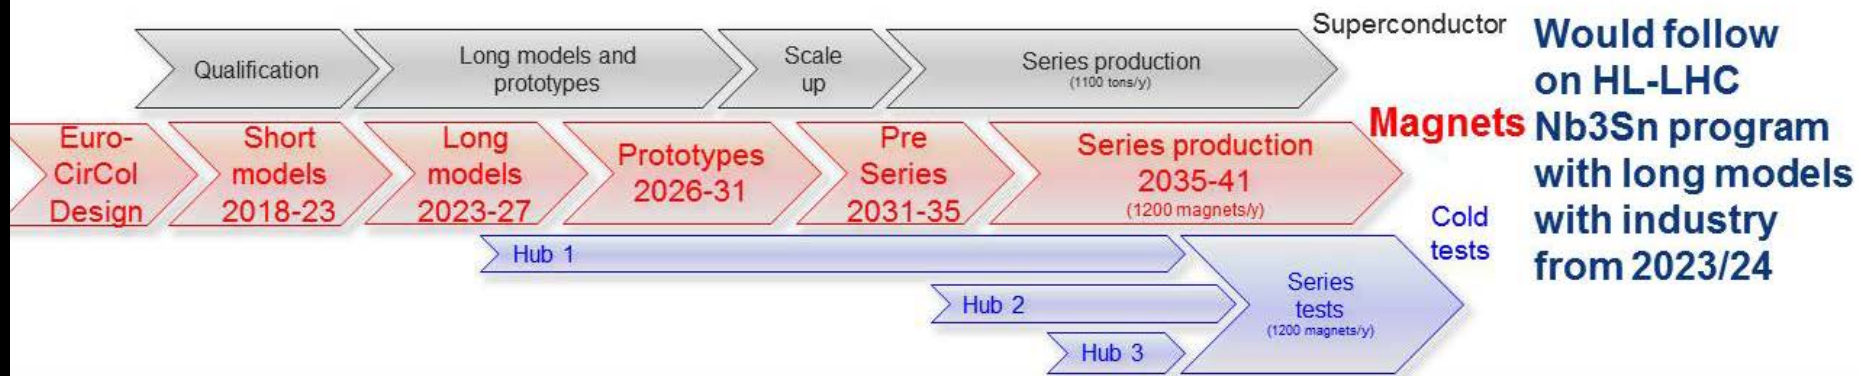 Superconductor
Qualification
Long models and
prototypes
Scale
up
Series production
(1100 tons/y)
Magnets
Euro-
CirCol
Design
Short
models
2018-23
Long
models
2023-27
Prototypes
2026-31
Pre
Series
2031-35
Series production
2035-41
(1200 magnets/y)
Cold
tests
Hub 1
Hub 2
Hub 3
Series
tests
(1200 magnets/y)
Would follow
on HL-LHC
Nb3Sn program
with long models
with industry
from 2023/24